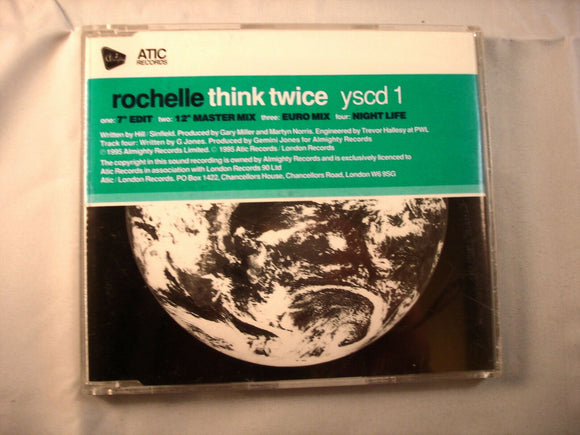 ATIC
RECORDS
rochelle think twice yscd 1
one: 7" EDIT two: 12" MASTER MIX three: EURO MIX four: NIGHT LIFE
Written by Hill / Sinfield. Produced by Gary Miller and Martyn Norris. Engineered by Trevor Hallesy at PWL
Track four: Written by G Jones. Produced by Gemini Jones for Almighty Records
℗ 1995 Almighty Records Limited. © 1995 Atic Records / London Records
The copyright in this sound recording is owned by Almighty Records and is exclusively licenced to
Atic Records in association with London Records 90 Ltd
Atic / London Records. PO Box 1422, Chancellors House, Chancellors Road, London W6 9SG